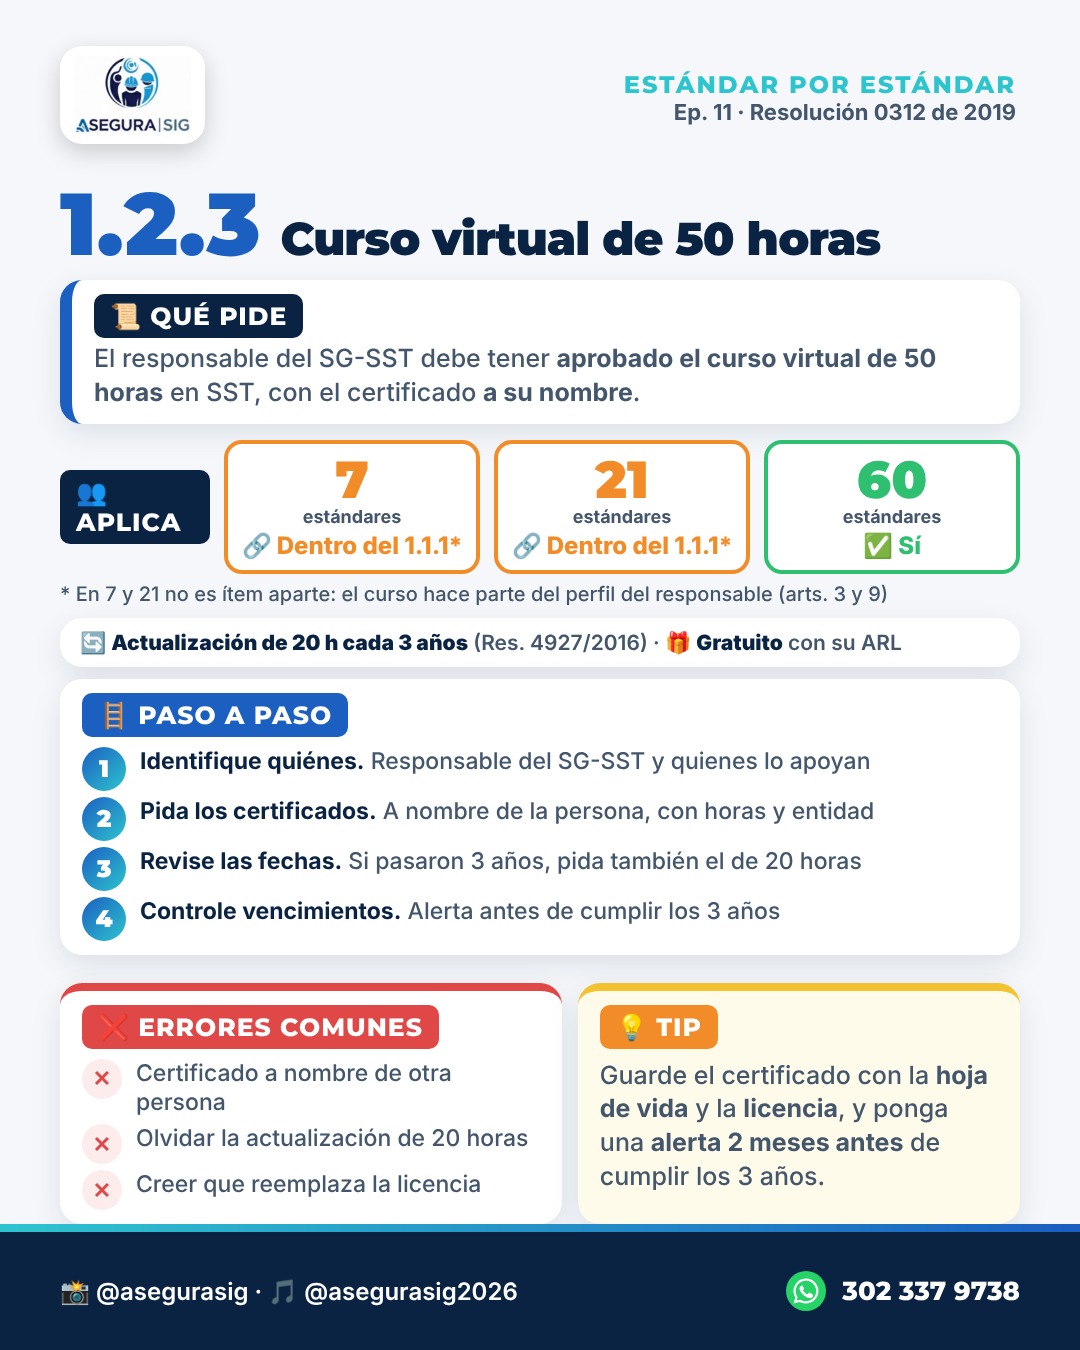 ASEGURA|SIG
ESTÁNDAR POR ESTÁNDAR
Ep. 11 · Resolución 0312 de 2019
1.2.3 Curso virtual de 50 horas
📜 QUÉ PIDE
El responsable del SG-SST debe tener aprobado el curso virtual de 50
horas en SST, con el certificado a su nombre.
👥
APLICA
7
estándares
🔗 Dentro del 1.1.1*
21
estándares
🔗 Dentro del 1.1.1*
60
estándares
✅ Sí
* En 7 y 21 no es ítem aparte: el curso hace parte del perfil del responsable (arts. 3 y 9)
🔄 Actualización de 20 h cada 3 años (Res. 4927/2016) · 🎁 Gratuito con su ARL
🪜 PASO A PASO
1 Identifique quiénes. Responsable del SG-SST y quienes lo apoyan
2 Pida los certificados. A nombre de la persona, con horas y entidad
3 Revise las fechas. Si pasaron 3 años, pida también el de 20 horas
4 Controle vencimientos. Alerta antes de cumplir los 3 años
❌ ERRORES COMUNES
✕ Certificado a nombre de otra
persona
✕ Olvidar la actualización de 20 horas
✕ Creer que reemplaza la licencia
💡 TIP
Guarde el certificado con la hoja
de vida y la licencia, y ponga
una alerta 2 meses antes de
cumplir los 3 años.
📸 @asegurasig · 🎵 @asegurasig2026
302 337 9738